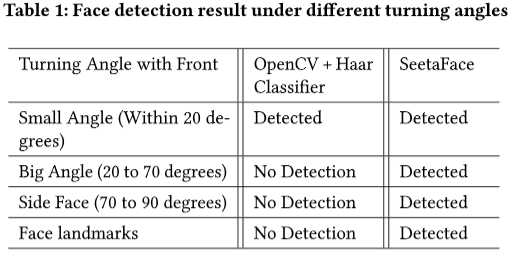 Table 1: Face detection result under different turning angles
Turning Angle with Front OpenCV + Haar Classifier SeetaFace
Small Angle (Within 20 de-grees) Detected Detected
Big Angle (20 to 70 degrees) No Detection Detected
Side Face (70 to 90 degrees) No Detection Detected
Face landmarks No Detection Detected